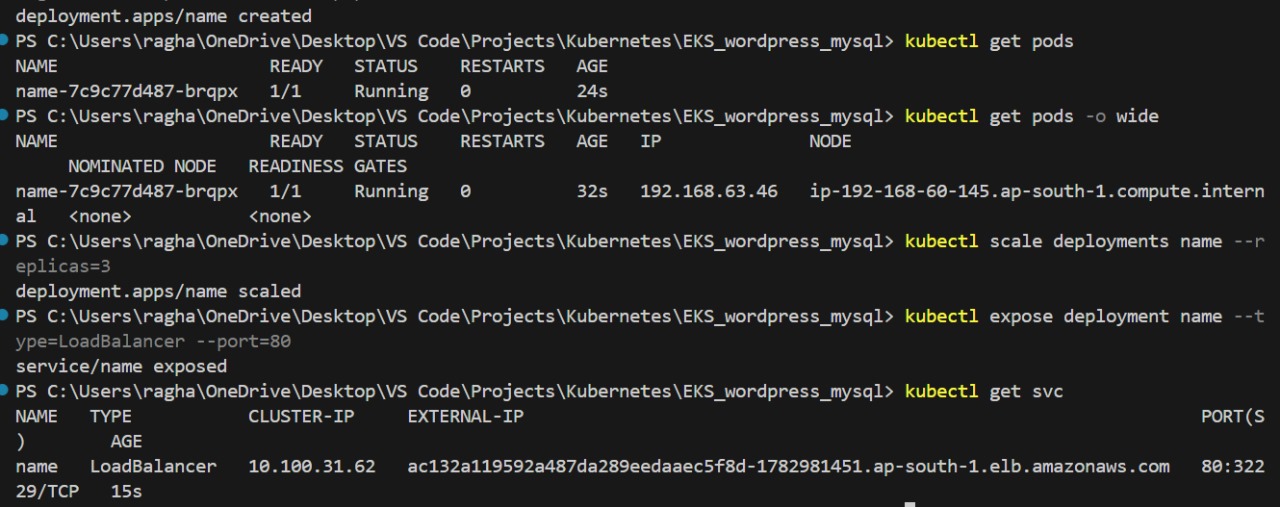 deployment.apps/name created
PS C:\Users\ragha\OneDrive\Desktop\VS Code\Projects\Kubernetes\EKS_wordpress_mysql> kubectl get pods
NAME                    READY   STATUS    RESTARTS   AGE
name-7c9c77d487-brqpx   1/1     Running   0          24s
PS C:\Users\ragha\OneDrive\Desktop\VS Code\Projects\Kubernetes\EKS_wordpress_mysql> kubectl get pods -o wide
NAME                    READY   STATUS    RESTARTS   AGE   IP              NODE
     NOMINATED NODE   READINESS GATES
name-7c9c77d487-brqpx   1/1     Running   0          32s   192.168.63.46   ip-192-168-60-145.ap-south-1.compute.intern
al   <none>           <none>
PS C:\Users\ragha\OneDrive\Desktop\VS Code\Projects\Kubernetes\EKS_wordpress_mysql> kubectl scale deployments name --r
eplicas=3
deployment.apps/name scaled
PS C:\Users\ragha\OneDrive\Desktop\VS Code\Projects\Kubernetes\EKS_wordpress_mysql> kubectl expose deployment name --t
ype=LoadBalancer --port=80
service/name exposed
PS C:\Users\ragha\OneDrive\Desktop\VS Code\Projects\Kubernetes\EKS_wordpress_mysql> kubectl get svc
NAME   TYPE           CLUSTER-IP     EXTERNAL-IP                                                                PORT(S
)        AGE
name   LoadBalancer   10.100.31.62   ac132a119592a487da289eedaaec5f8d-1782981451.ap-south-1.elb.amazonaws.com   80:322
29/TCP   15s